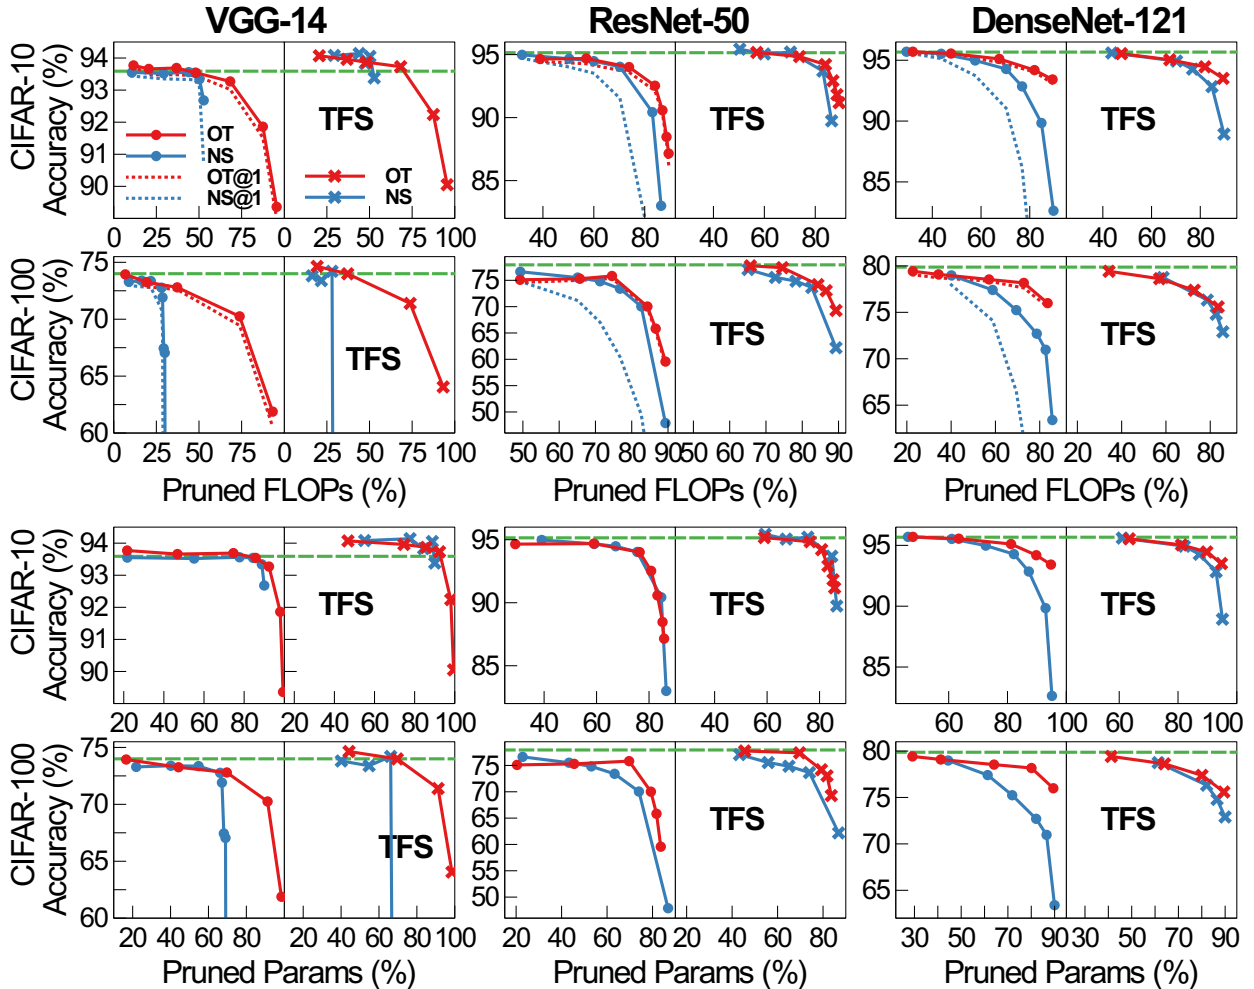 VGG-14 ResNet-50 DenseNet-121
CIFAR-10
Accuracy (%)
94
93
92
91
90
OT
NS
OT@1
NS@1
TFS
OT
NS
0 25 50 75 0 25 50 75 100
95
90
85
TFS
40 60 80 40 60 80
95
90
85
TFS
40 60 80 40 60 80
CIFAR-100
Accuracy (%)
75
70
65
60
TFS
0 25 50 75 0 25 50 75 100
75
70
65
60
55
50
TFS
50 60 70 80 90 50 60 70 80 90
80
75
70
65
TFS
20 40 60 80 20 40 60 80
Pruned FLOPs (%) Pruned FLOPs (%) Pruned FLOPs (%)
CIFAR-10
Accuracy (%)
94
93
92
91
90
TFS
20 40 60 80 20 40 60 80 100
95
90
85
TFS
40 60 80 40 60 80
95
90
85
TFS
60 80 100 60 80 100
CIFAR-100
Accuracy (%)
75
70
65
60
TFS
20 40 60 80 20 40 60 80 100
75
70
65
60
55
50
TFS
20 40 60 80 20 40 60 80
80
75
70
65
TFS
30 50 70 90 30 50 70 90
Pruned Params (%) Pruned Params (%) Pruned Params (%)